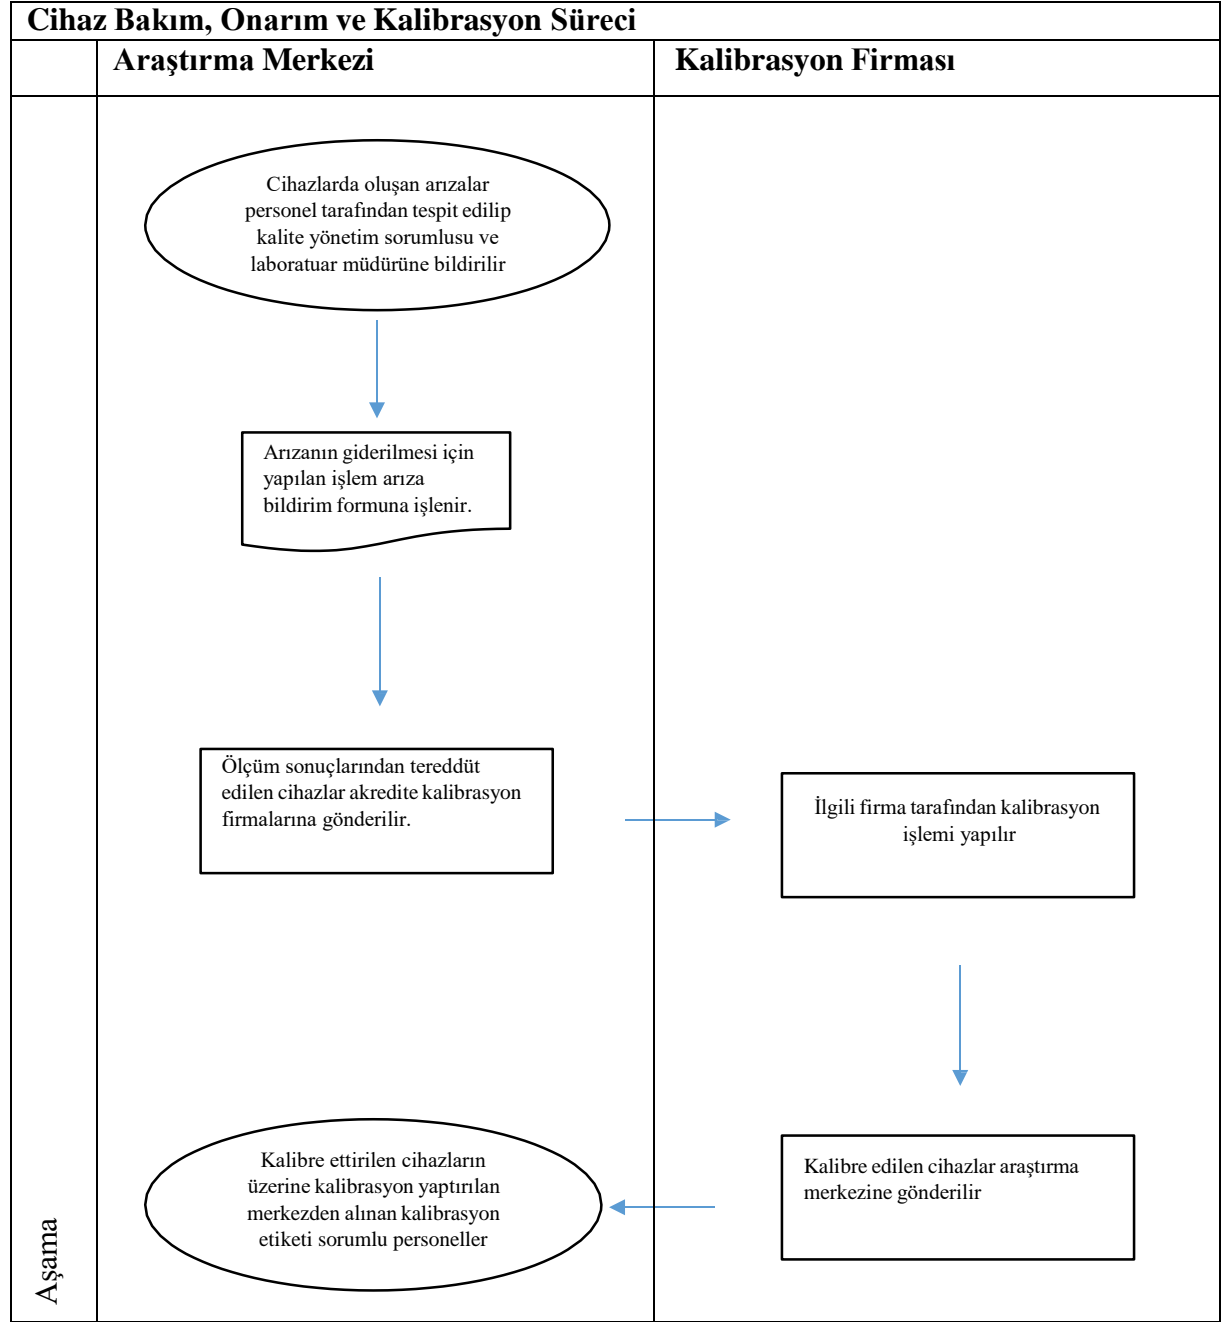 Cihaz Bakım, Onarım ve Kalibrasyon Süreci
Araştırma Merkezi
Kalibrasyon Firması
Cihazlarda oluşan arızalar
personel tarafından tespit edilip
kalite yönetim sorumlusu ve
laboratuar müdürüne bildirilir
Arızanın giderilmesi için
yapılan işlem arıza
bildirim formuna işlenir.
Ölçüm sonuçlarından tereddüt
edilen cihazlar akredite kalibrasyon
firmalarına gönderilir.
İlgili firma tarafından kalibrasyon
işlemi yapılır
Kalibre edilen cihazlar araştırma
merkezine gönderilir
Kalibre ettirilen cihazların
üzerine kalibrasyon yaptırılan
merkezden alınan kalibrasyon
etiketi sorumlu personeller
Aşama